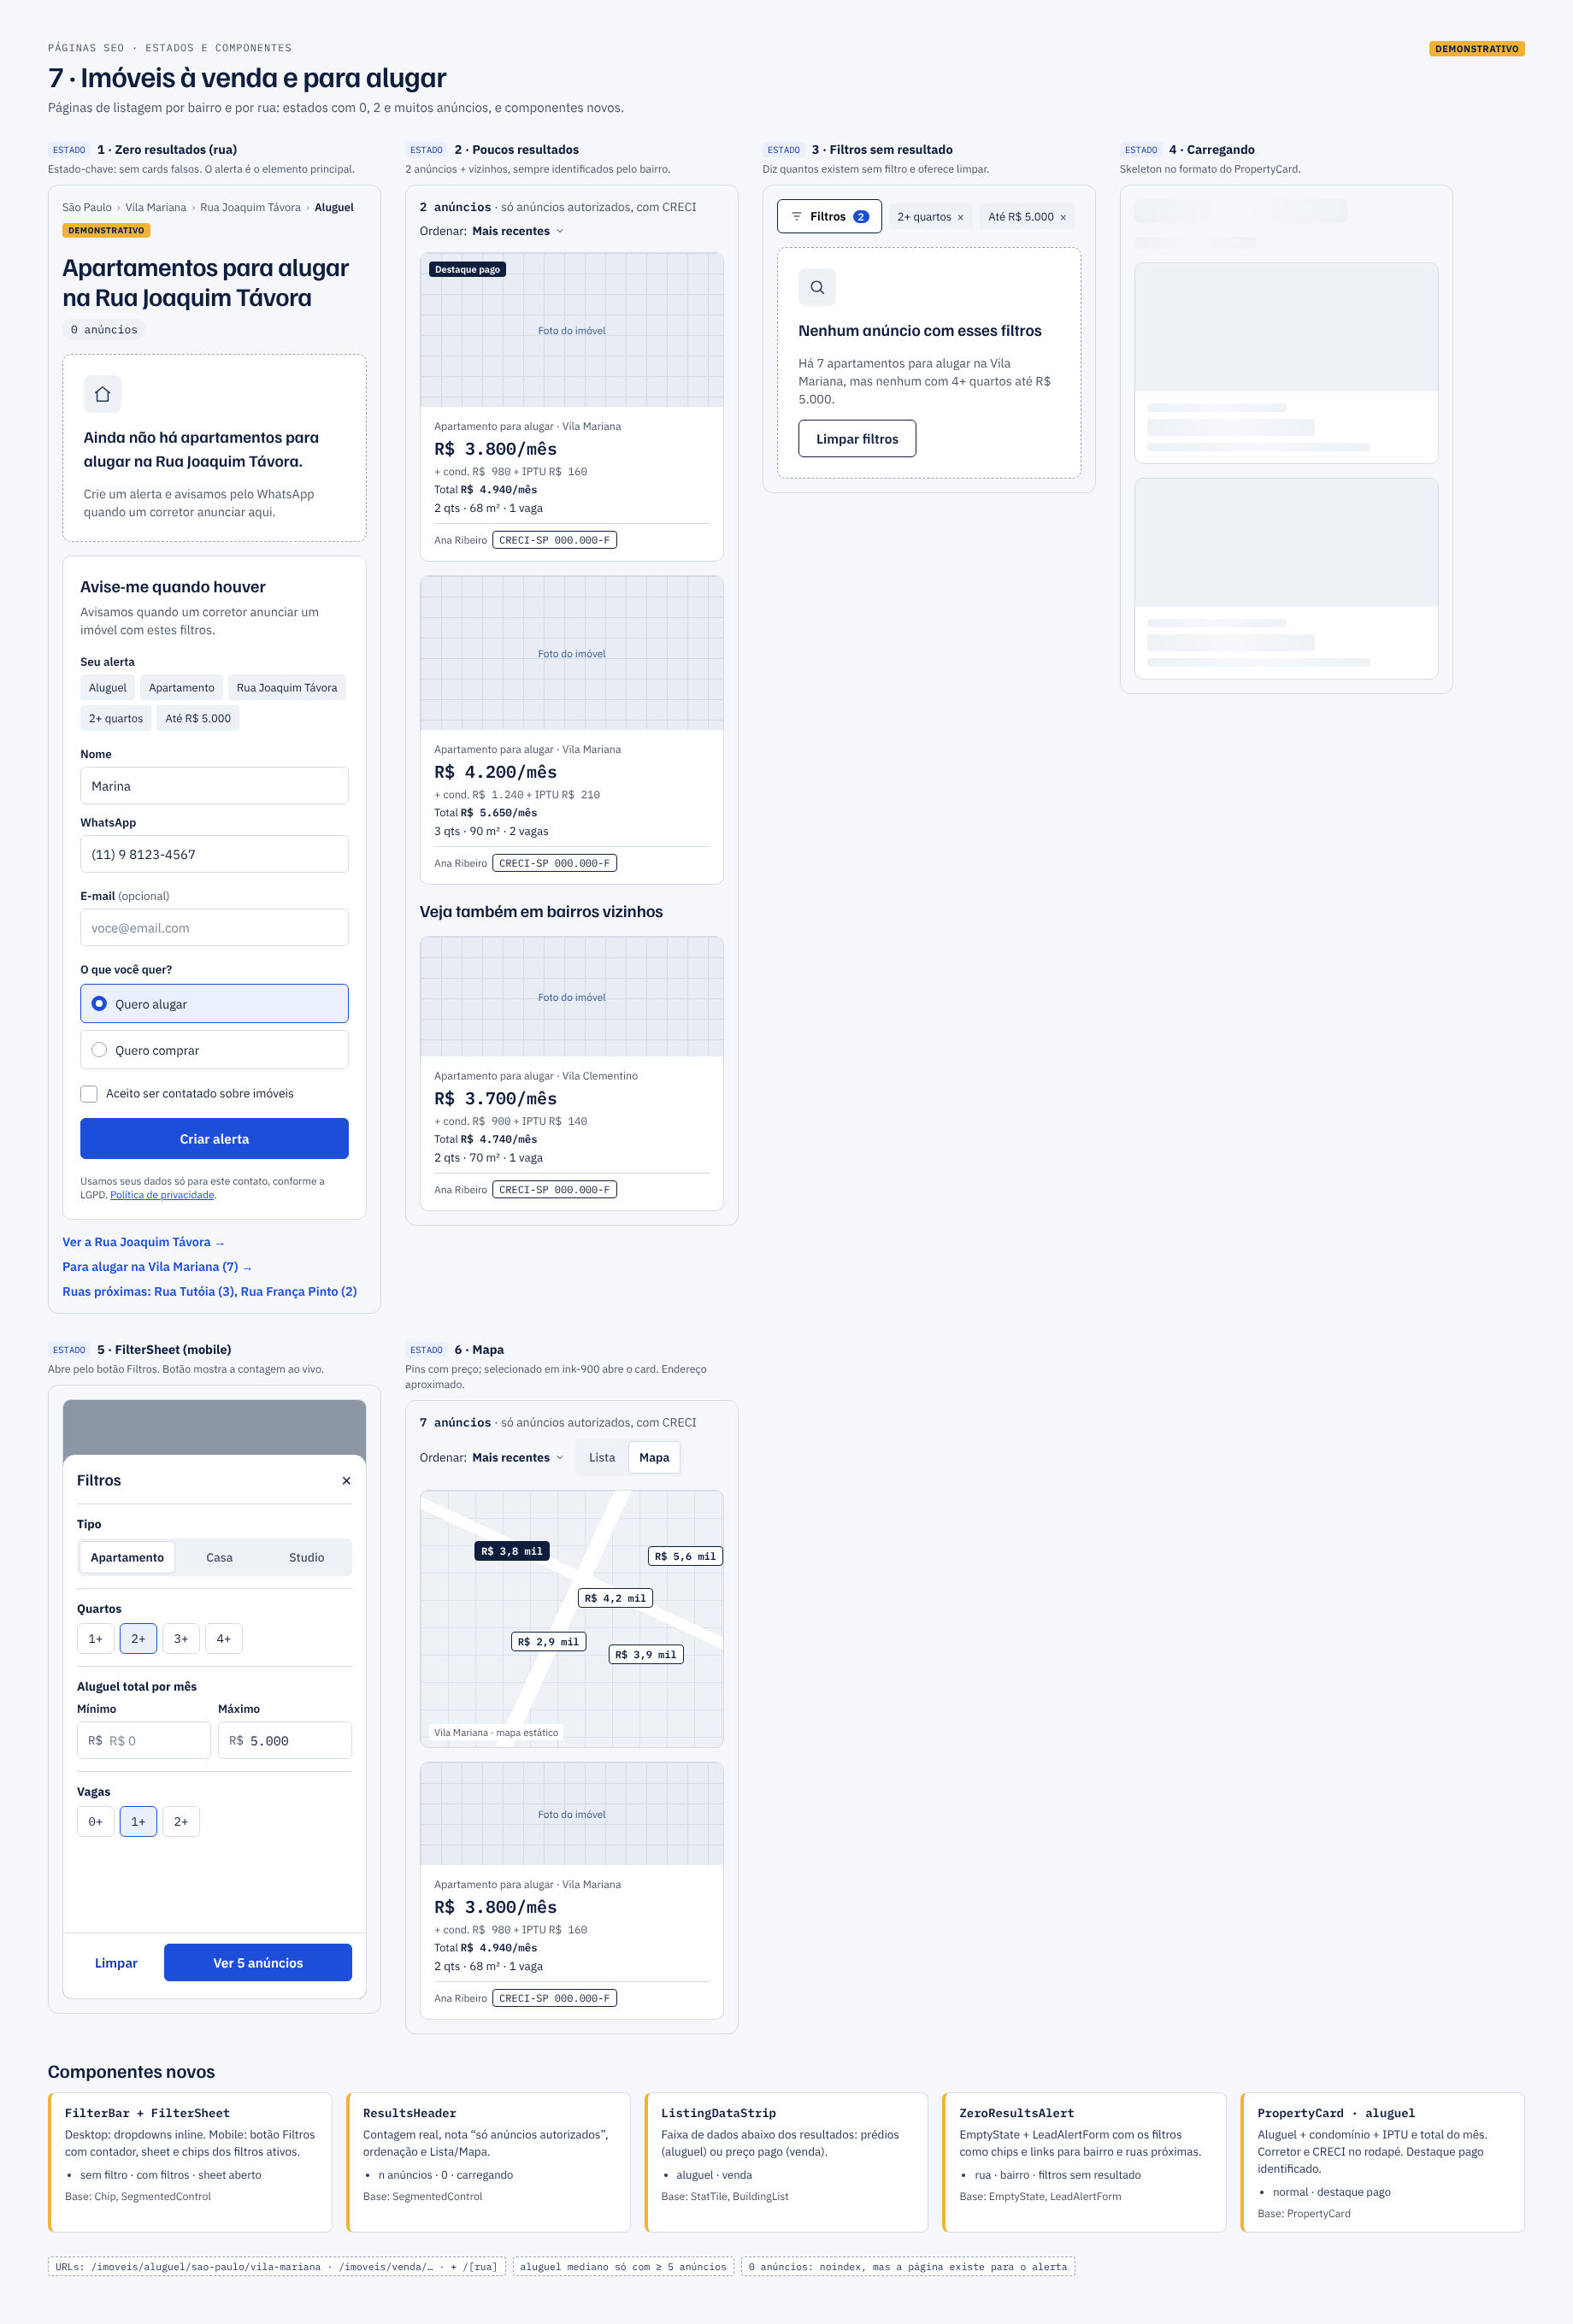 PÁGINAS SEO · ESTADOS E COMPONENTES
DEMONSTRATIVO
7 · Imóveis à venda e para alugar
Páginas de listagem por bairro e por rua: estados com 0, 2 e muitos anúncios, e componentes novos.
ESTADO 1 · Zero resultados (rua)
Estado-chave: sem cards falsos. O alerta é o elemento principal.
São Paulo › Vila Mariana › Rua Joaquim Távora › Aluguel
DEMONSTRATIVO
Apartamentos para alugar
na Rua Joaquim Távora
0 anúncios
Ainda não há apartamentos para
alugar na Rua Joaquim Távora.
Crie um alerta e avisamos pelo WhatsApp
quando um corretor anunciar aqui.
Avise-me quando houver
Avisamos quando um corretor anunciar um
imóvel com estes filtros.
Seu alerta
Aluguel Apartamento Rua Joaquim Távora
2+ quartos Até R$ 5.000
Nome
Marina
WhatsApp
(11) 9 8123-4567
E-mail (opcional)
voce@email.com
O que você quer?
Quero alugar
Quero comprar
Aceito ser contatado sobre imóveis
Criar alerta
Usamos seus dados só para este contato, conforme a
LGPD. Política de privacidade.
Ver a Rua Joaquim Távora →
Para alugar na Vila Mariana (7) →
Ruas próximas: Rua Tutóia (3), Rua França Pinto (2)
ESTADO 2 · Poucos resultados
2 anúncios + vizinhos, sempre identificados pelo bairro.
2 anúncios · só anúncios autorizados, com CRECI
Ordenar: Mais recentes
Destaque pago
Foto do imóvel
Apartamento para alugar · Vila Mariana
R$ 3.800/mês
+ cond. R$ 980 + IPTU R$ 160
Total R$ 4.940/mês
2 qts · 68 m² · 1 vaga
Ana Ribeiro CRECI-SP 000.000-F
Foto do imóvel
Apartamento para alugar · Vila Mariana
R$ 4.200/mês
+ cond. R$ 1.240 + IPTU R$ 210
Total R$ 5.650/mês
3 qts · 90 m² · 2 vagas
Ana Ribeiro CRECI-SP 000.000-F
Veja também em bairros vizinhos
Foto do imóvel
Apartamento para alugar · Vila Clementino
R$ 3.700/mês
+ cond. R$ 900 + IPTU R$ 140
Total R$ 4.740/mês
2 qts · 70 m² · 1 vaga
Ana Ribeiro CRECI-SP 000.000-F
ESTADO 3 · Filtros sem resultado
Diz quantos existem sem filtro e oferece limpar.
Filtros 2 2+ quartos × Até R$ 5.000 ×
Nenhum anúncio com esses filtros
Há 7 apartamentos para alugar na Vila
Mariana, mas nenhum com 4+ quartos até R$
5.000.
Limpar filtros
ESTADO 4 · Carregando
Skeleton no formato do PropertyCard.
ESTADO 5 · FilterSheet (mobile)
Abre pelo botão Filtros. Botão mostra a contagem ao vivo.
Filtros ×
Tipo
Apartamento Casa Studio
Quartos
1+ 2+ 3+ 4+
Aluguel total por mês
Mínimo Máximo
R$ R$ 0 R$ 5.000
Vagas
0+ 1+ 2+
Limpar Ver 5 anúncios
ESTADO 6 · Mapa
Pins com preço; selecionado em ink-900 abre o card. Endereço
aproximado.
7 anúncios · só anúncios autorizados, com CRECI
Ordenar: Mais recentes Lista Mapa
R$ 3,8 mil
R$ 5,6 mil
R$ 4,2 mil
R$ 2,9 mil
R$ 3,9 mil
Vila Mariana · mapa estático
Foto do imóvel
Apartamento para alugar · Vila Mariana
R$ 3.800/mês
+ cond. R$ 980 + IPTU R$ 160
Total R$ 4.940/mês
2 qts · 68 m² · 1 vaga
Ana Ribeiro CRECI-SP 000.000-F
Componentes novos
FilterBar + FilterSheet
Desktop: dropdowns inline. Mobile: botão Filtros
com contador, sheet e chips dos filtros ativos.
• sem filtro · com filtros · sheet aberto
Base: Chip, SegmentedControl
ResultsHeader
Contagem real, nota “só anúncios autorizados”,
ordenação e Lista/Mapa.
• n anúncios · 0 · carregando
Base: SegmentedControl
ListingDataStrip
Faixa de dados abaixo dos resultados: prédios
(aluguel) ou preço pago (venda).
• aluguel · venda
Base: StatTile, BuildingList
ZeroResultsAlert
EmptyState + LeadAlertForm com os filtros
como chips e links para bairro e ruas próximas.
• rua · bairro · filtros sem resultado
Base: EmptyState, LeadAlertForm
PropertyCard · aluguel
Aluguel + condomínio + IPTU e total do mês.
Corretor e CRECI no rodapé. Destaque pago
identificado.
• normal · destaque pago
Base: PropertyCard
URLs: /imoveis/aluguel/sao-paulo/vila-mariana · /imoveis/venda/… · + /[rua]
aluguel mediano só com ≥ 5 anúncios
0 anúncios: noindex, mas a página existe para o alerta